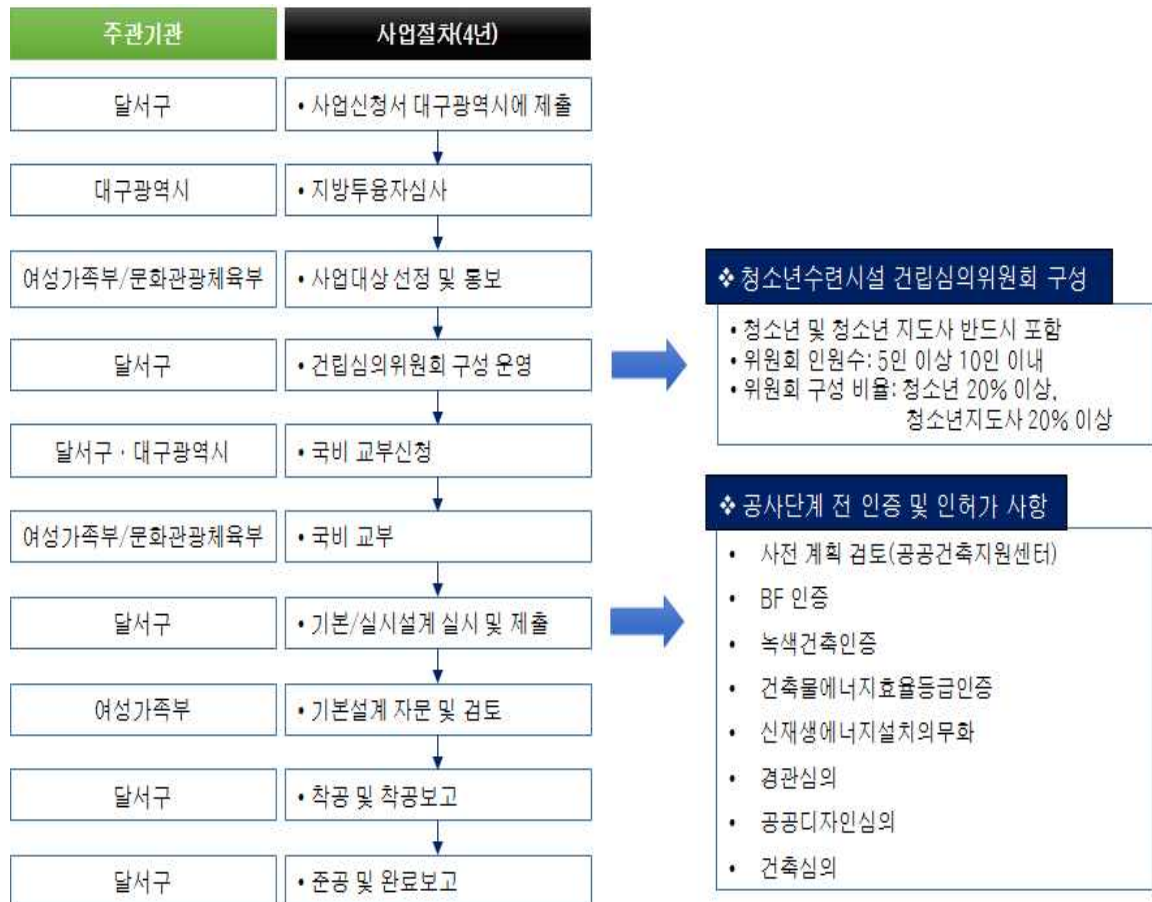 주관기관
사업절차(4년)
달서구
• 사업신청서 대구광역시에 제출
대구광역시
• 지방투융자심사
여성가족부/문화관광체육부
• 사업대상 선정 및 통보
달서구
• 건립심의위원회 구성 운영
달서구 · 대구광역시
• 국비 교부신청
여성가족부/문화관광체육부
• 국비 교부
달서구
• 기본/실시설계 실시 및 제출
여성가족부
• 기본설계 자문 및 검토
달서구
• 착공 및 착공보고
달서구
• 준공 및 완료보고
❖ 청소년수련시설 건립심의위원회 구성
• 청소년 및 청소년 지도사 반드시 포함
• 위원회 인원수: 5인 이상 10인 이내
• 위원회 구성 비율: 청소년 20% 이상,
청소년지도사 20% 이상
❖ 공사단계 전 인증 및 인허가 사항
• 사전 계획 검토(공공건축지원센터)
• BF 인증
• 녹색건축인증
• 건축물에너지효율등급인증
• 신재생에너지설치의무화
• 경관심의
• 공공디자인심의
• 건축심의